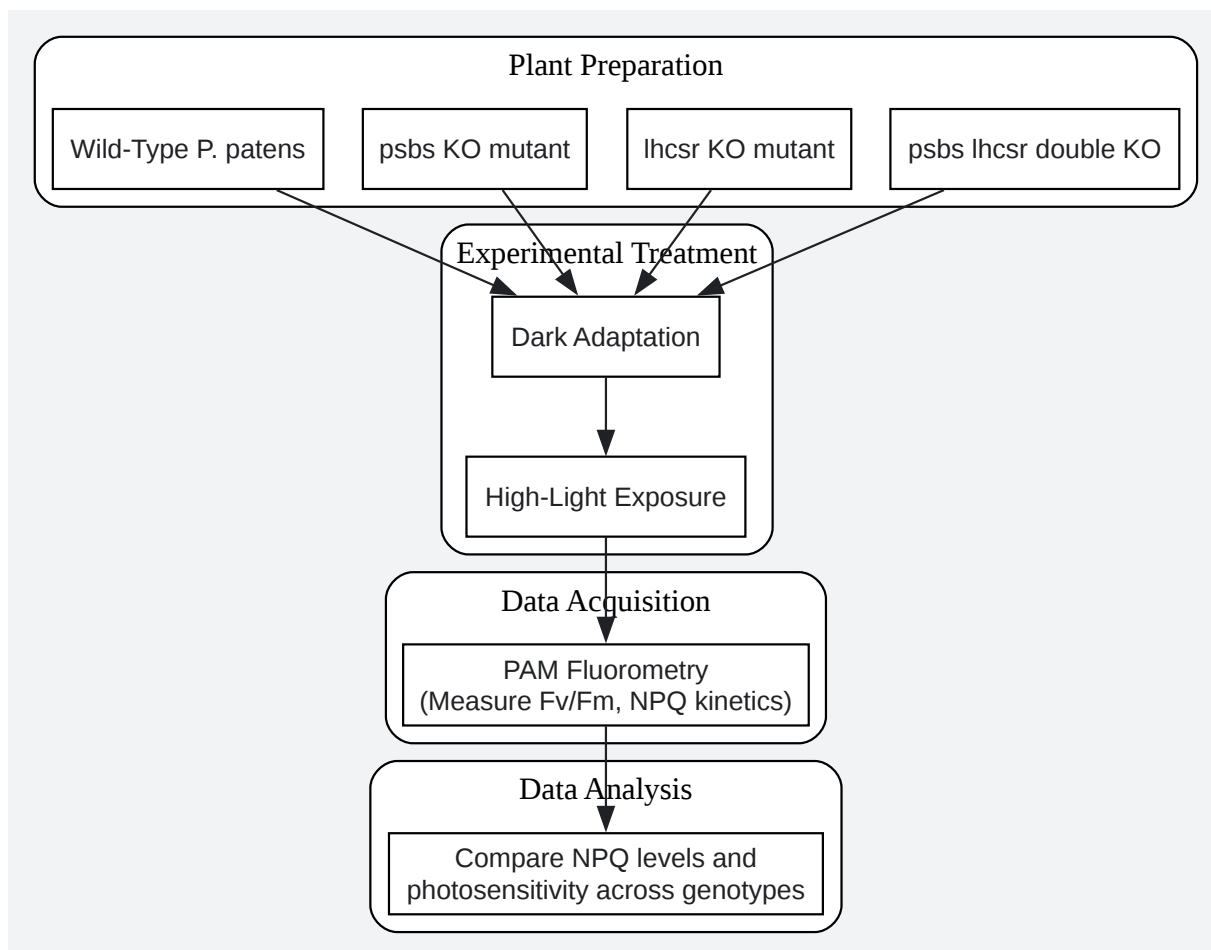 Plant Preparation
Wild-Type P. patens
psbs KO mutant
lhcsr KO mutant
psbs lhcsr double KO
Experimental Treatment
Dark Adaptation
High-Light Exposure
Data Acquisition
PAM Fluorometry
(Measure Fv/Fm, NPQ kinetics)
Data Analysis
Compare NPQ levels and
photosensitivity across genotypes